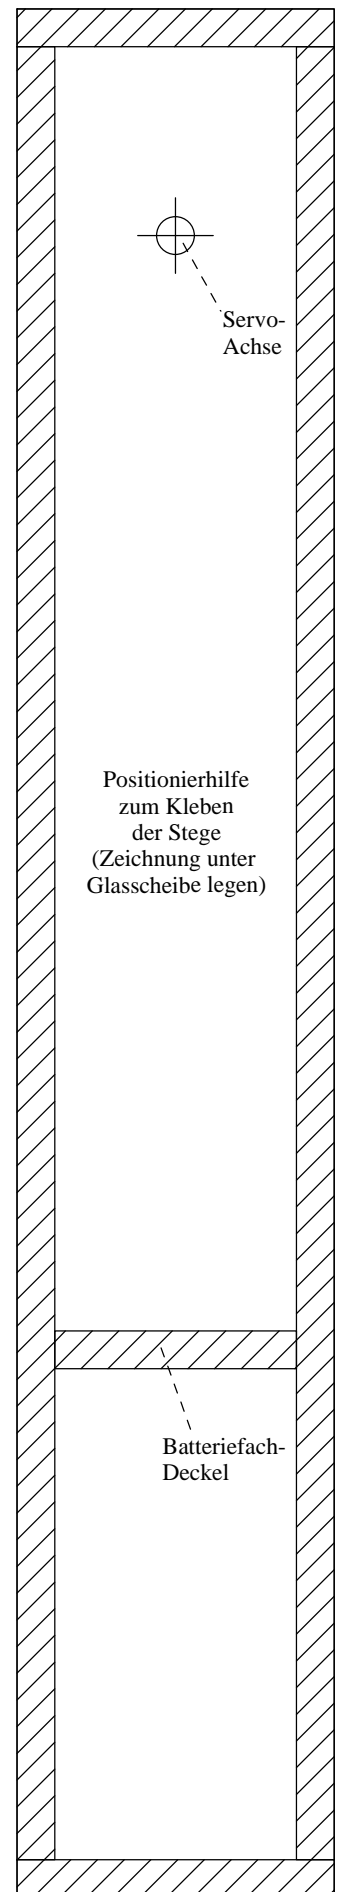 Servo-
Achse
Positionierhilfe
zum Kleben
der Stege
(Zeichnung unter
Glasscheibe legen)
Batteriefach-
Deckel